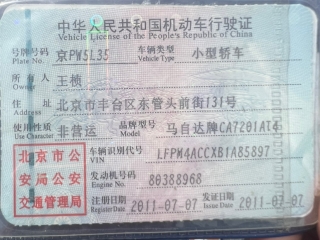 中华人民共和国机动车行驶证
Vehicle License of the People's Republic of China
号牌号码 京PW5L35 车辆类型 小型轿车
Plate No. Vehicle Type
所有人 王桢
Owner
住址 北京市丰台区东管头前街131号
Address
使用性质 非营运 品牌型号 马自达牌CA7201AT4
Use Character Model
北京市公安局公安交通管理局
车辆识别代号 LFPM4ACCXB1A85897
VIN
发动机号码 80388968
Engine No.
注册日期 2011-07-07 发证日期 2011-07-07
Register Date Issue Date